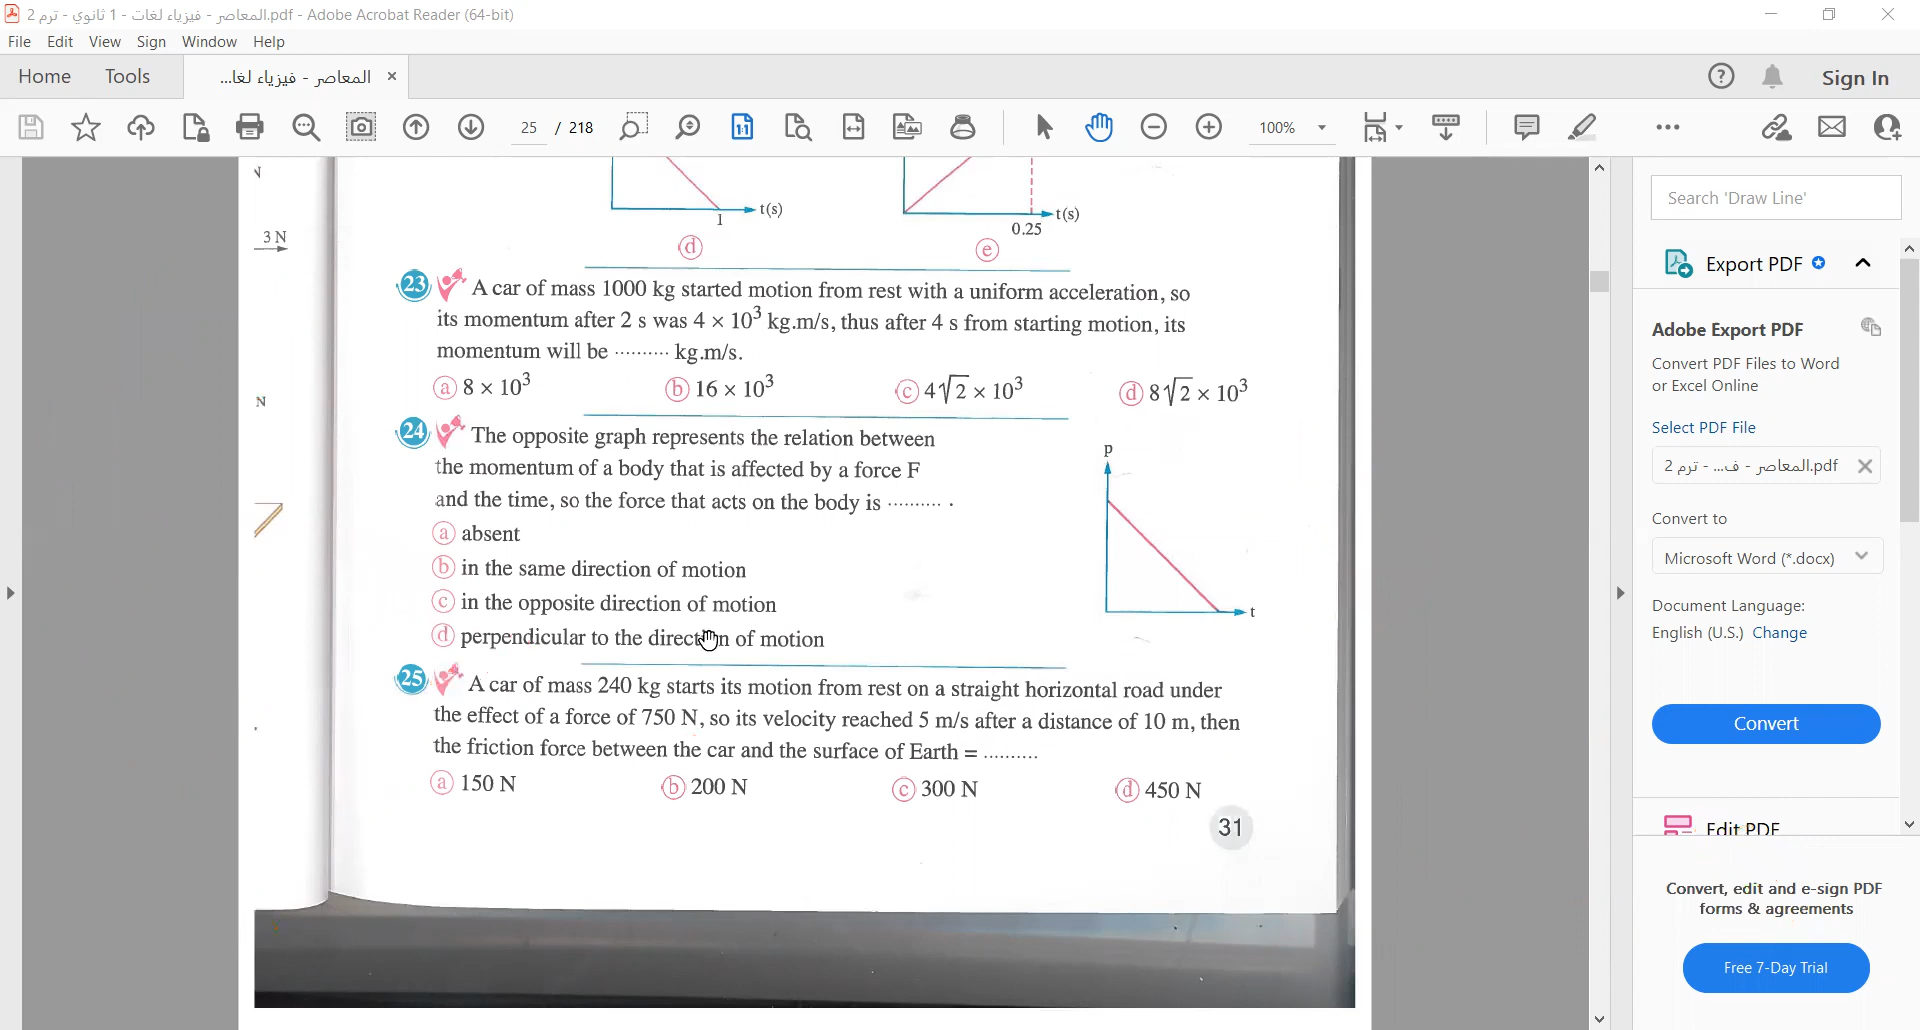 2 المعاصر - فيزياء لغات - 1 ثانوي - ترم.pdf - Adobe Acrobat Reader (64-bit)
File Edit View Sign Window Help
Home Tools المعاصر - فيزياء لغا... × Sign In
25 / 218 100%
t(s)
1
d
t(s)
0.25
e
3 N
N
23 A car of mass 1000 kg started motion from rest with a uniform acceleration, so
its momentum after 2 s was 4 × 10³ kg.m/s, thus after 4 s from starting motion, its
momentum will be .......... kg.m/s.
a 8 × 10³ b 16 × 10³ c 4√2 × 10³ d 8√2 × 10³
24 The opposite graph represents the relation between
the momentum of a body that is affected by a force F
and the time, so the force that acts on the body is .......... .
a absent
b in the same direction of motion
c in the opposite direction of motion
d perpendicular to the direction of motion
p
t
25 A car of mass 240 kg starts its motion from rest on a straight horizontal road under
the effect of a force of 750 N, so its velocity reached 5 m/s after a distance of 10 m, then
the friction force between the car and the surface of Earth = ..........
a 150 N b 200 N c 300 N d 450 N
31
Search 'Draw Line'
Export PDF
Adobe Export PDF
Convert PDF Files to Word
or Excel Online
Select PDF File
2 المعاصر - ف... - ترم.pdf
Convert to
Microsoft Word (*.docx)
Document Language:
English (U.S.) Change
Convert
Edit PDF
Convert, edit and e-sign PDF
forms & agreements
Free 7-Day Trial